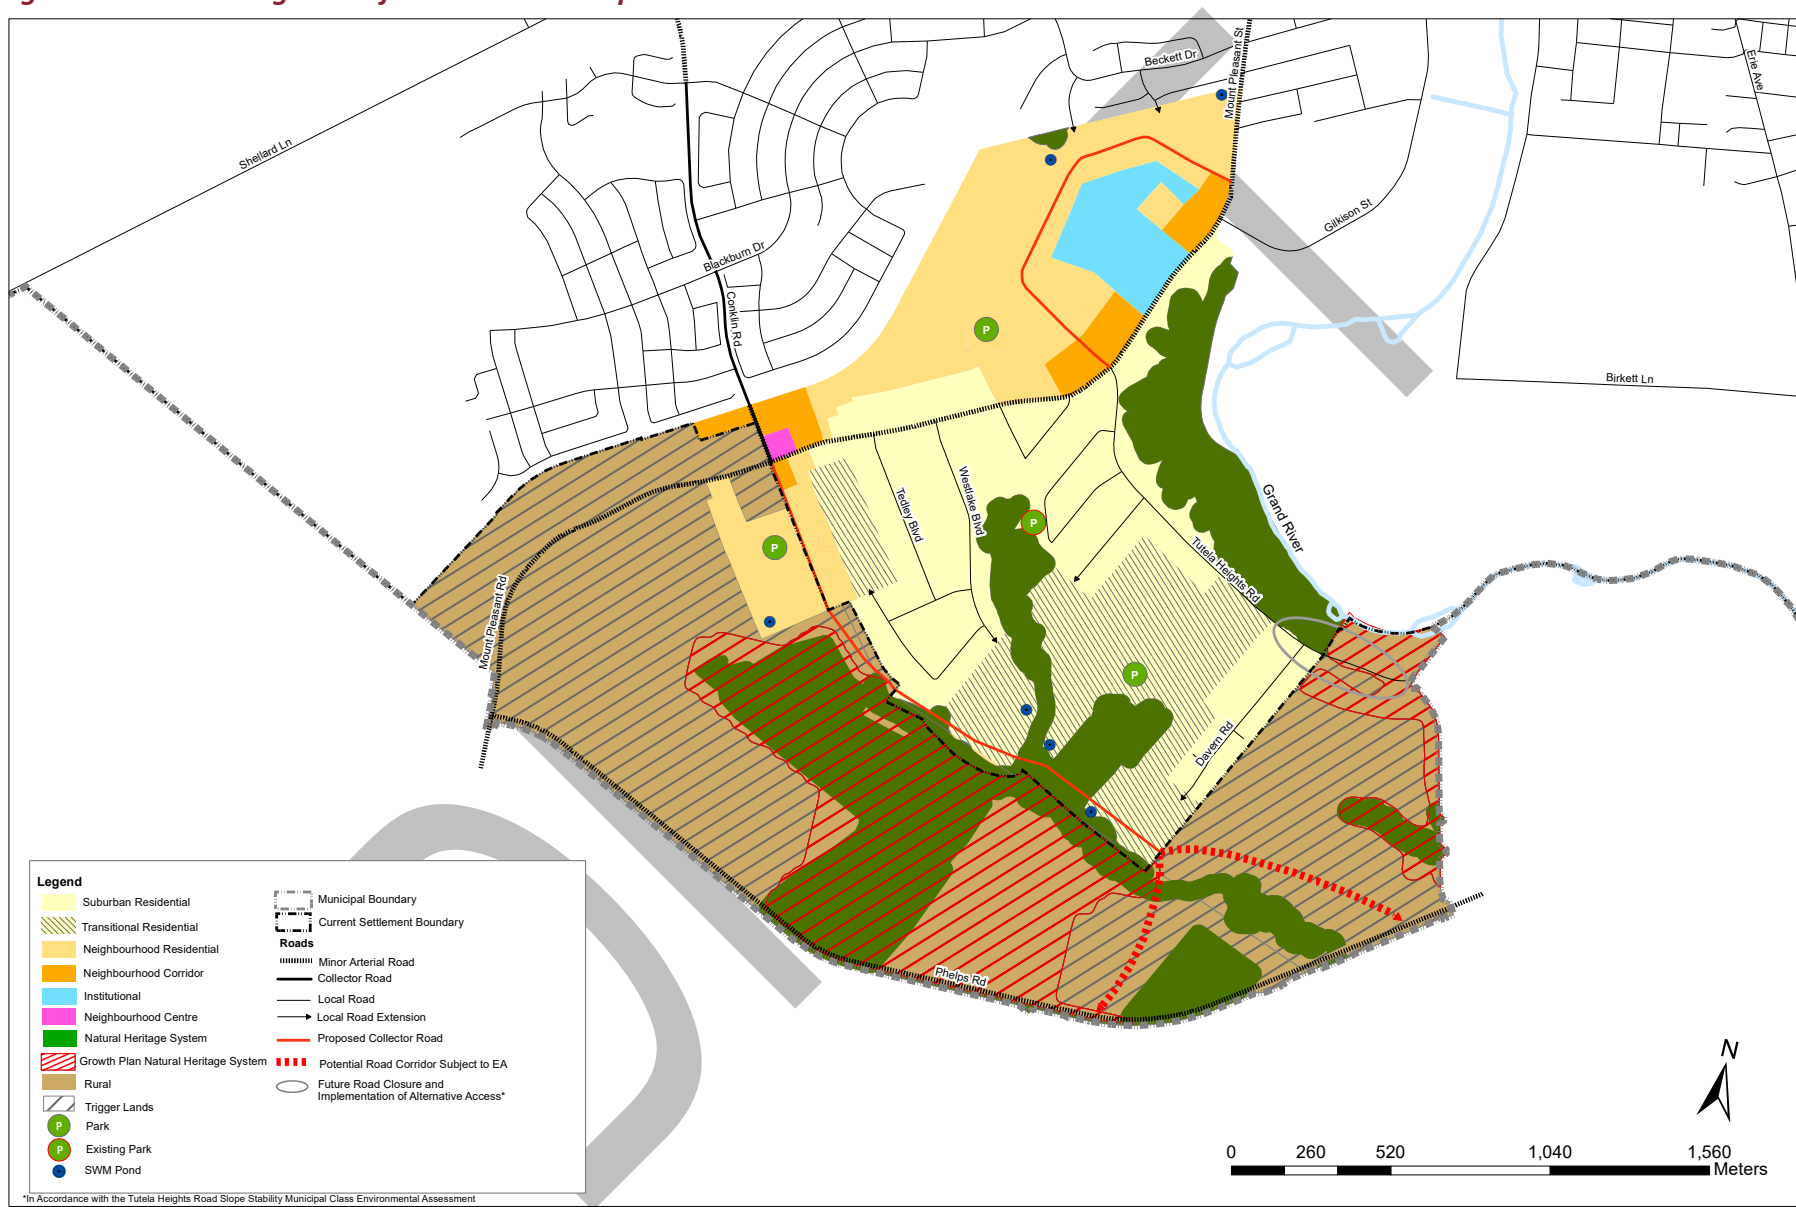 Beckett Dr
Mount Pleasant St
Erie Ave
Shellard Ln
Gilkison St
Blackburn Dr
Conklin Rd
Birkett Ln
Tedley Blvd
Westlake Blvd
P
P
P
P
Grand River
Tutela Heights Rd
Mount Pleasant Rd
Davern Rd
Phelps Rd
Legend
Suburban Residential
Transitional Residential
Neighbourhood Residential
Neighbourhood Corridor
Institutional
Neighbourhood Centre
Natural Heritage System
Growth Plan Natural Heritage System
Rural
Trigger Lands
P Park
P Existing Park
SWM Pond
Municipal Boundary
Current Settlement Boundary
Roads
Minor Arterial Road
Collector Road
Local Road
Local Road Extension
Proposed Collector Road
Potential Road Corridor Subject to EA
Future Road Closure and
Implementation of Alternative Access*
*In Accordance with the Tutela Heights Road Slope Stability Municipal Class Environmental Assessment
N
0 260 520 1,040 1,560
Meters